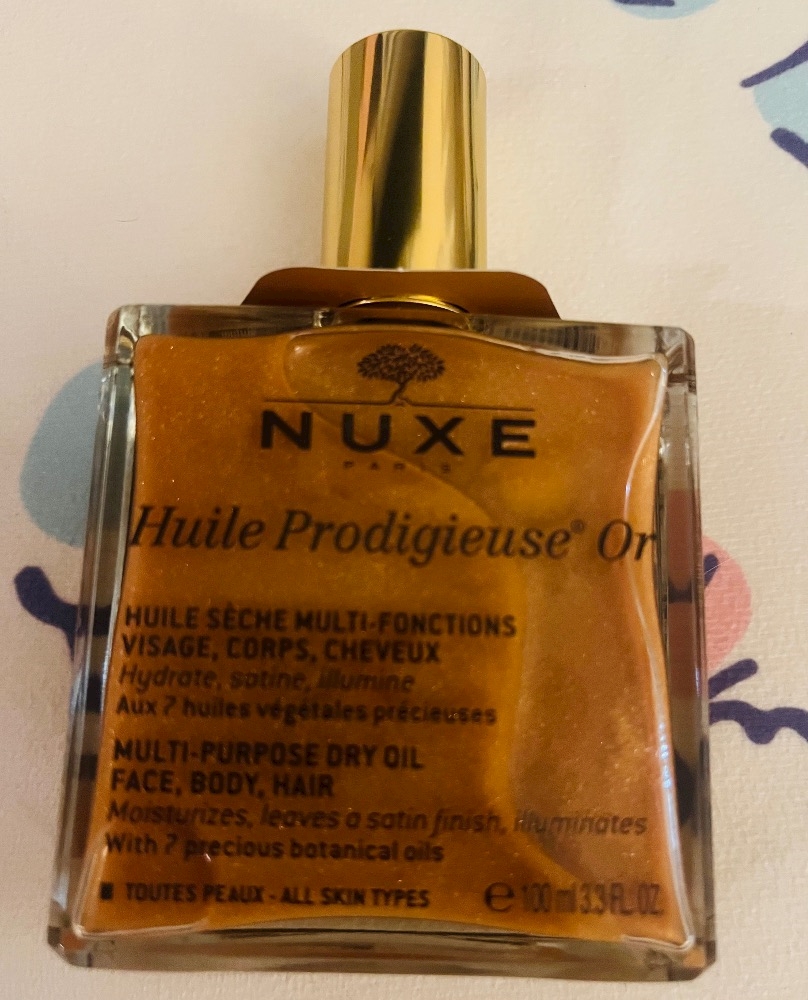 NUXE
PARIS
Huile Prodigieuse® Or
HUILE SÈCHE MULTI-FONCTIONS
VISAGE, CORPS, CHEVEUX
Hydrate, satine, illumine
Aux 7 huiles végétales précieuses
MULTI-PURPOSE DRY OIL
FACE, BODY, HAIR
Moisturizes, leaves a satin finish, illuminates
With 7 precious botanical oils
TOUTES PEAUX - ALL SKIN TYPES ℮ 100 ml 3.3 FL. OZ.